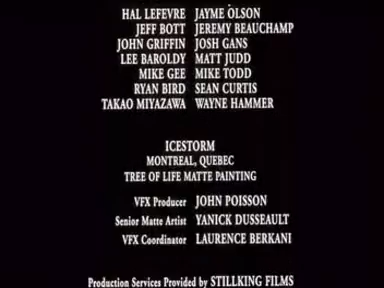 HAL LEFEVRE JAYME OLSON
JEFF BOTT JEREMY BEAUCHAMP
JOHN GRIFFIN JOSH GANS
LEE BAROLDY MATT JUDD
MIKE GEE MIKE TODD
RYAN BIRD SEAN CURTIS
TAKAO MIYAZAWA WAYNE HAMMER
ICESTORM
MONTREAL, QUEBEC
TREE OF LIFE MATTE PAINTING
VFX Producer JOHN POISSON
Senior Matte Artist YANICK DUSSEAULT
VFX Coordinator LAURENCE BERKANI
Production Services Provided by STILLKING FILMS